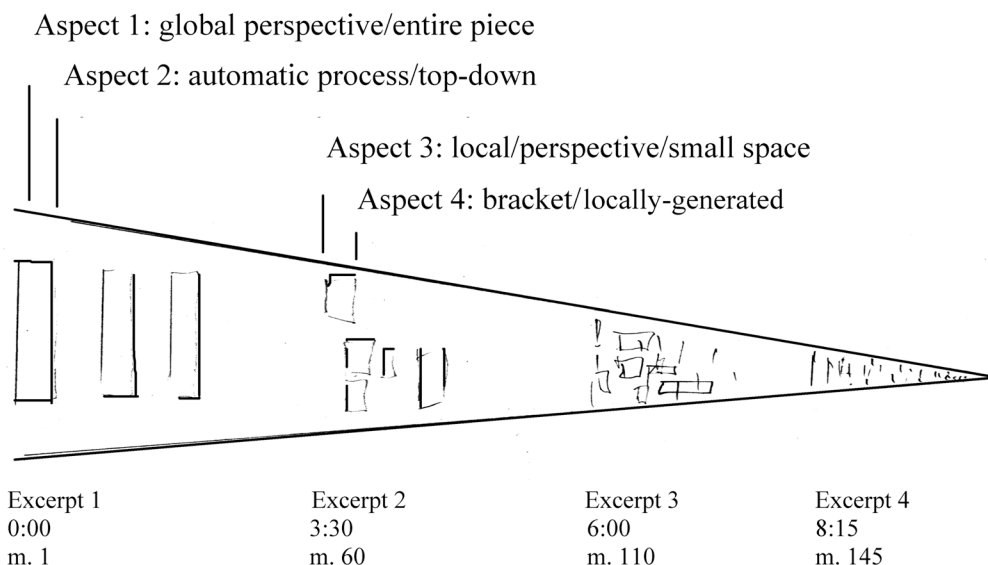 Aspect 1: global perspective/entire piece
Aspect 2: automatic process/top-down
Aspect 3: local/perspective/small space
Aspect 4: bracket/locally-generated
Excerpt 1
0:00
m. 1
Excerpt 2
3:30
m. 60
Excerpt 3
6:00
m. 110
Excerpt 4
8:15
m. 145